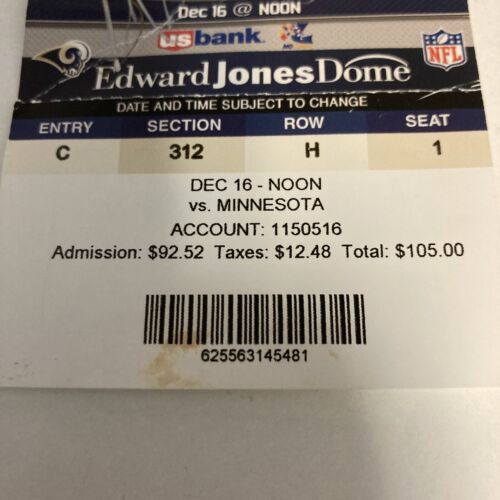 Dec 16 @ NOON
usbank
NFL
Edward Jones Dome
DATE AND TIME SUBJECT TO CHANGE
ENTRY SECTION ROW SEAT
C 312 H 1
DEC 16 - NOON
vs. MINNESOTA
ACCOUNT: 1150516
Admission: $92.52 Taxes: $12.48 Total: $105.00
625563145481